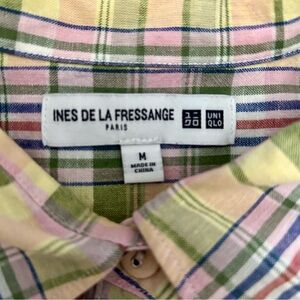 INES DE LA FRESSANGE
PARIS
ユニ
クロ
UNI
QLO
M
MADE IN
CHINA